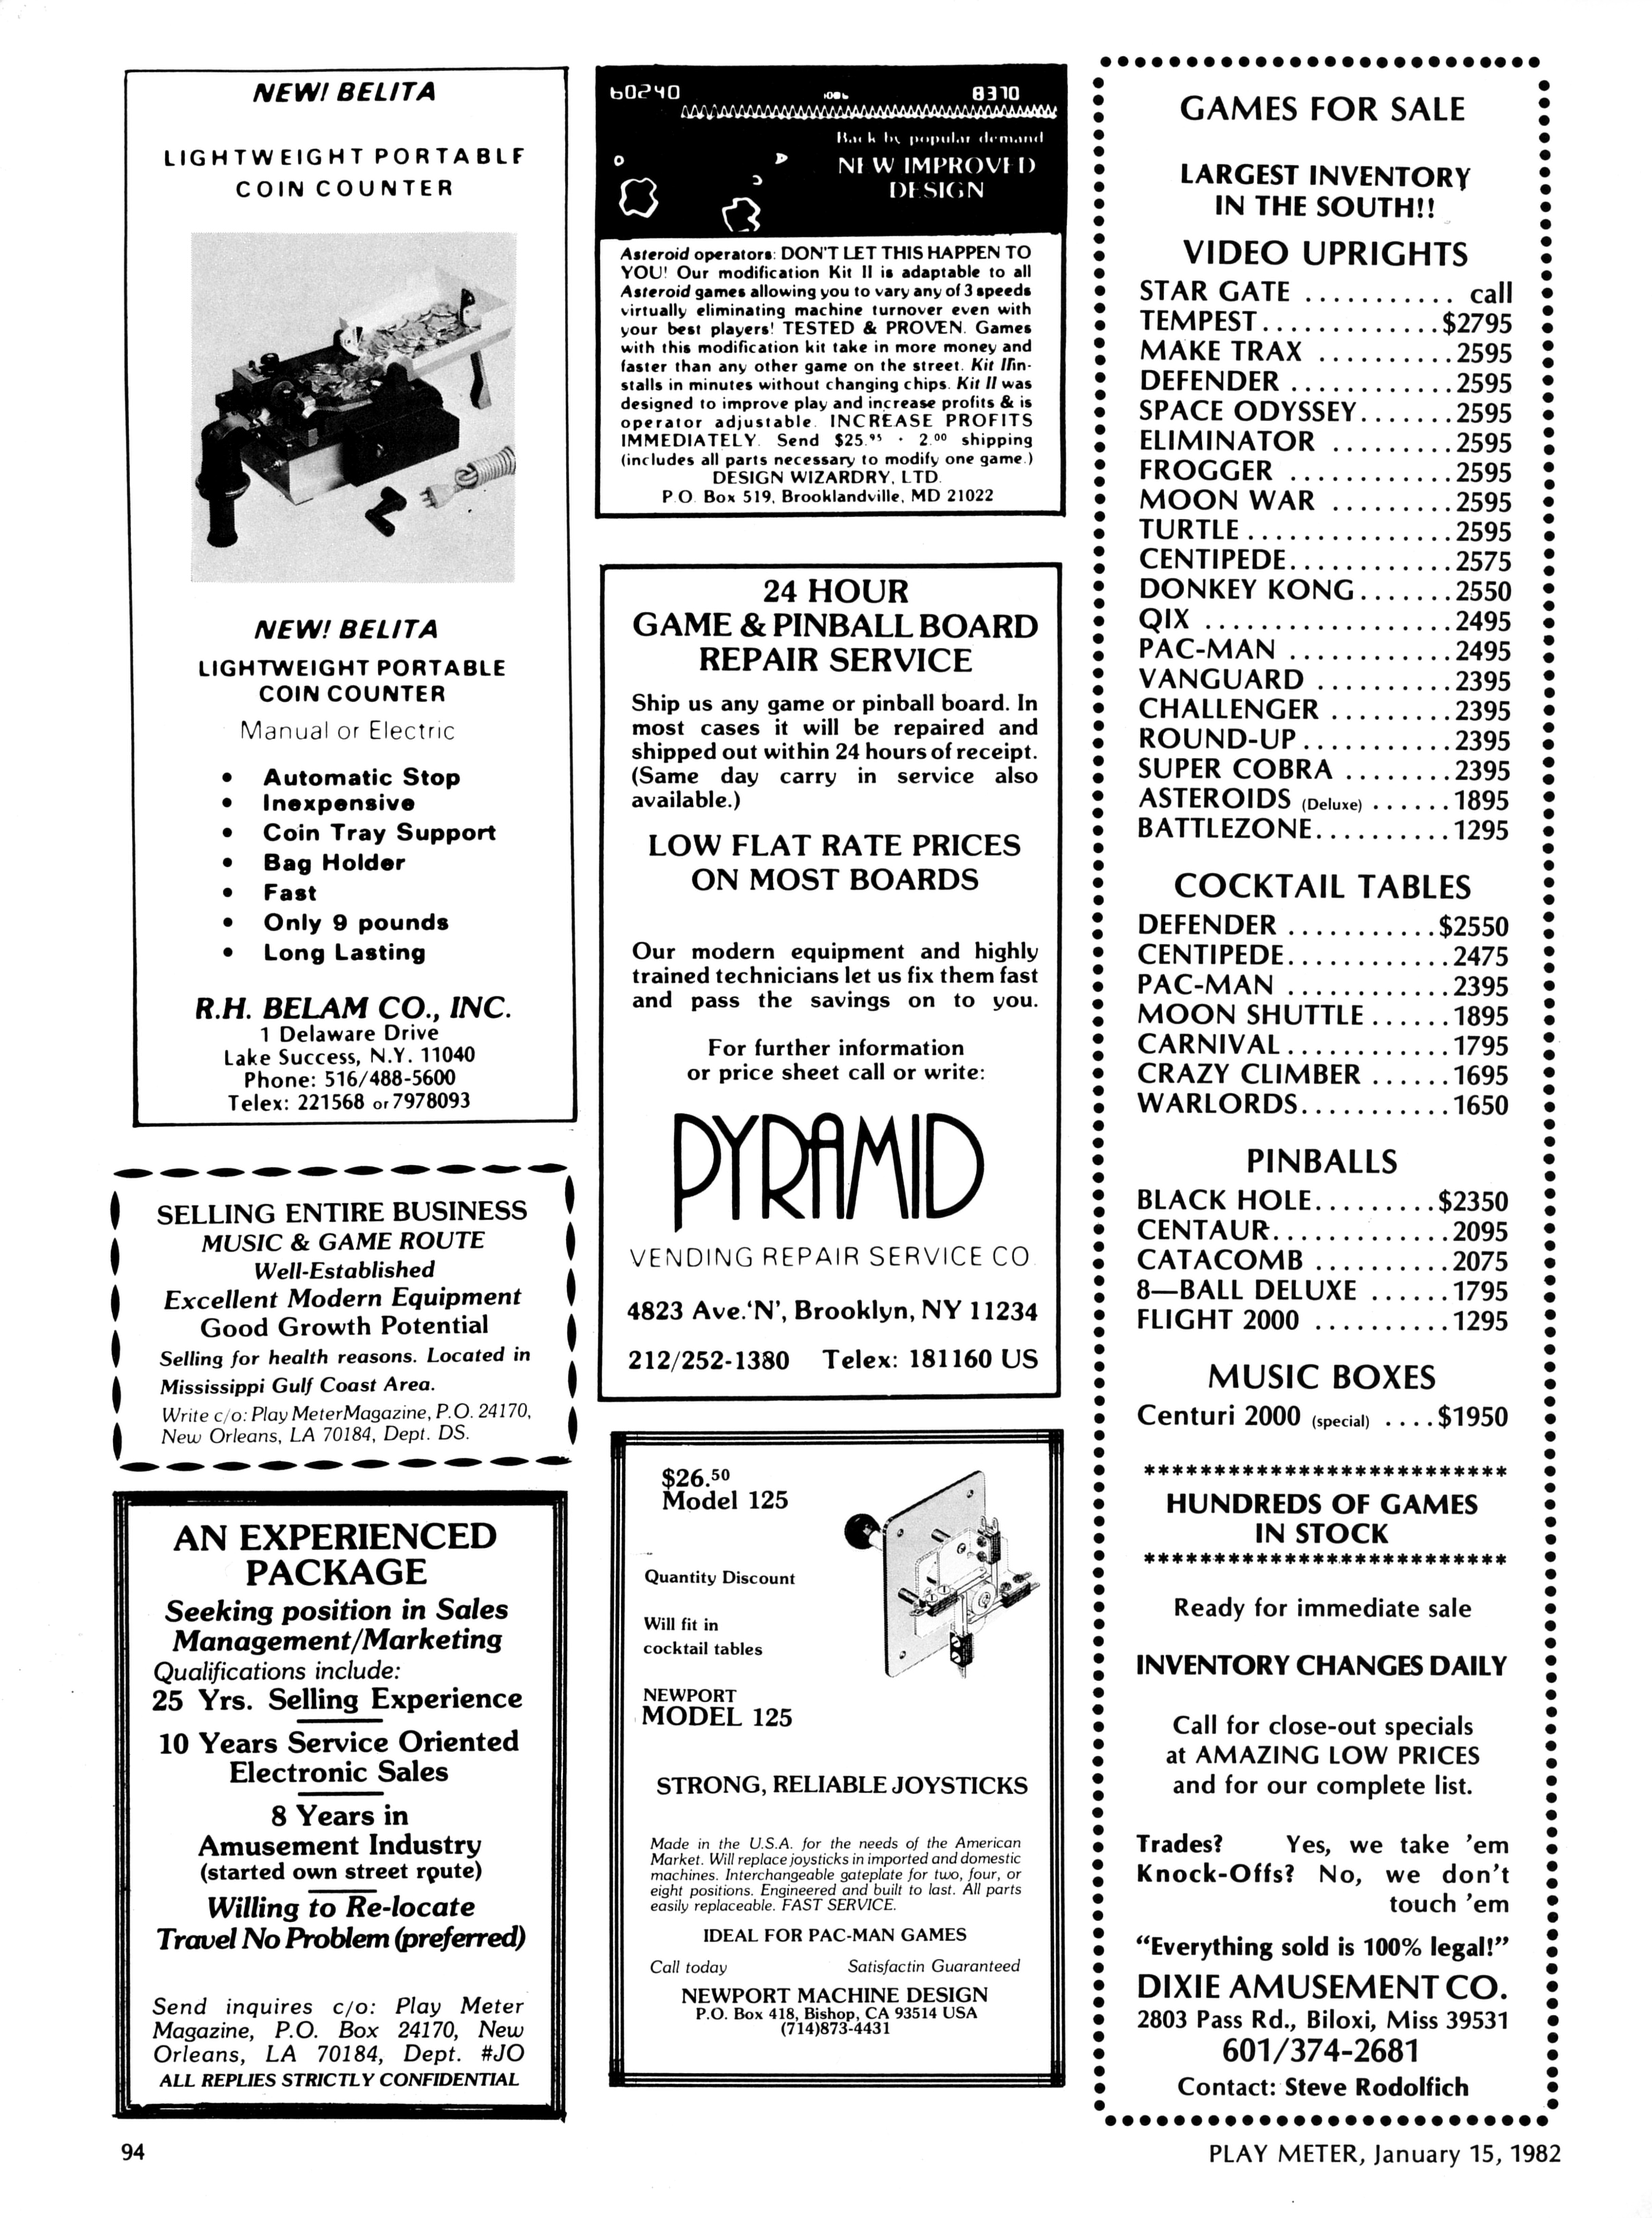 NEW! BELITA
LIGHTWEIGHT PORTABLE
COIN COUNTER
NEW! BELITA
LIGHTWEIGHT PORTABLE
COIN COUNTER
Manual or Electric
• Automatic Stop
• Inexpensive
• Coin Tray Support
• Bag Holder
• Fast
• Only 9 pounds
• Long Lasting
R.H. BELAM CO., INC.
1 Delaware Drive
Lake Success, N.Y. 11040
Phone: 516/488-5600
Telex: 221568 or 7978093
SELLING ENTIRE BUSINESS
MUSIC & GAME ROUTE
Well-Established
Excellent Modern Equipment
Good Growth Potential
Selling for health reasons. Located in
Mississippi Gulf Coast Area.
Write c/o: Play Meter Magazine, P.O. 24170,
New Orleans, LA 70184, Dept. DS.
AN EXPERIENCED
PACKAGE
Seeking position in Sales
Management/Marketing
Qualifications include:
25 Yrs. Selling Experience
10 Years Service Oriented
Electronic Sales
8 Years in
Amusement Industry
(started own street route)
Willing to Re-locate
Travel No Problem (preferred)
Send inquires c/o: Play Meter
Magazine, P.O. Box 24170, New
Orleans, LA 70184, Dept. #JO
ALL REPLIES STRICTLY CONFIDENTIAL
60240 8370
Back by popular demand
NEW IMPROVED
DESIGN
Asteroid operators: DON'T LET THIS HAPPEN TO
YOU! Our modification Kit II is adaptable to all
Asteroid games allowing you to vary any of 3 speeds
virtually eliminating machine turnover even with
your best players! TESTED & PROVEN. Games
with this modification kit take in more money and
faster than any other game on the street. Kit II in-
stalls in minutes without changing chips. Kit II was
designed to improve play and increase profits & is
operator adjustable. INCREASE PROFITS
IMMEDIATELY. Send $25.95 + 2.00 shipping
(includes all parts necessary to modify one game.)
DESIGN WIZARDRY, LTD.
P.O. Box 519, Brooklandville, MD 21022
24 HOUR
GAME & PINBALL BOARD
REPAIR SERVICE
Ship us any game or pinball board. In
most cases it will be repaired and
shipped out within 24 hours of receipt.
(Same day carry in service also
available.)
LOW FLAT RATE PRICES
ON MOST BOARDS
Our modern equipment and highly
trained technicians let us fix them fast
and pass the savings on to you.
For further information
or price sheet call or write:
PYRAMID
VENDING REPAIR SERVICE CO.
4823 Ave. 'N', Brooklyn, NY 11234
212/252-1380 Telex: 181160 US
$26.50
Model 125
Quantity Discount
Will fit in
cocktail tables
NEWPORT
MODEL 125
STRONG, RELIABLE JOYSTICKS
Made in the U.S.A. for the needs of the American
Market. Will replace joysticks in imported and domestic
machines. Interchangeable gateplate for two, four, or
eight positions. Engineered and built to last. All parts
easily replaceable. FAST SERVICE.
IDEAL FOR PAC-MAN GAMES
Call today Satisfactin Guaranteed
NEWPORT MACHINE DESIGN
P.O. Box 418, Bishop, CA 93514 USA
(714)873-4431
GAMES FOR SALE
LARGEST INVENTORY
IN THE SOUTH!!
VIDEO UPRIGHTS
STAR GATE ........... call
TEMPEST............. $2795
MAKE TRAX .......... 2595
DEFENDER ............ 2595
SPACE ODYSSEY....... 2595
ELIMINATOR ......... 2595
FROGGER ............ 2595
MOON WAR ......... 2595
TURTLE ............... 2595
CENTIPEDE............ 2575
DONKEY KONG....... 2550
QIX .................. 2495
PAC-MAN ............ 2495
VANGUARD .......... 2395
CHALLENGER ......... 2395
ROUND-UP........... 2395
SUPER COBRA ........ 2395
ASTEROIDS (Deluxe) ...... 1895
BATTLEZONE.......... 1295
COCKTAIL TABLES
DEFENDER ........... $2550
CENTIPEDE............ 2475
PAC-MAN ............ 2395
MOON SHUTTLE ...... 1895
CARNIVAL............ 1795
CRAZY CLIMBER ...... 1695
WARLORDS........... 1650
PINBALLS
BLACK HOLE......... $2350
CENTAUR............. 2095
CATACOMB .......... 2075
8—BALL DELUXE ...... 1795
FLIGHT 2000 .......... 1295
MUSIC BOXES
Centuri 2000 (special) .... $1950
**************************
HUNDREDS OF GAMES
IN STOCK
**************************
Ready for immediate sale
INVENTORY CHANGES DAILY
Call for close-out specials
at AMAZING LOW PRICES
and for our complete list.
Trades? Yes, we take 'em
Knock-Offs? No, we don't
touch 'em
“Everything sold is 100% legal!”
DIXIE AMUSEMENT CO.
2803 Pass Rd., Biloxi, Miss 39531
601/374-2681
Contact: Steve Rodolfich
94
PLAY METER, January 15, 1982